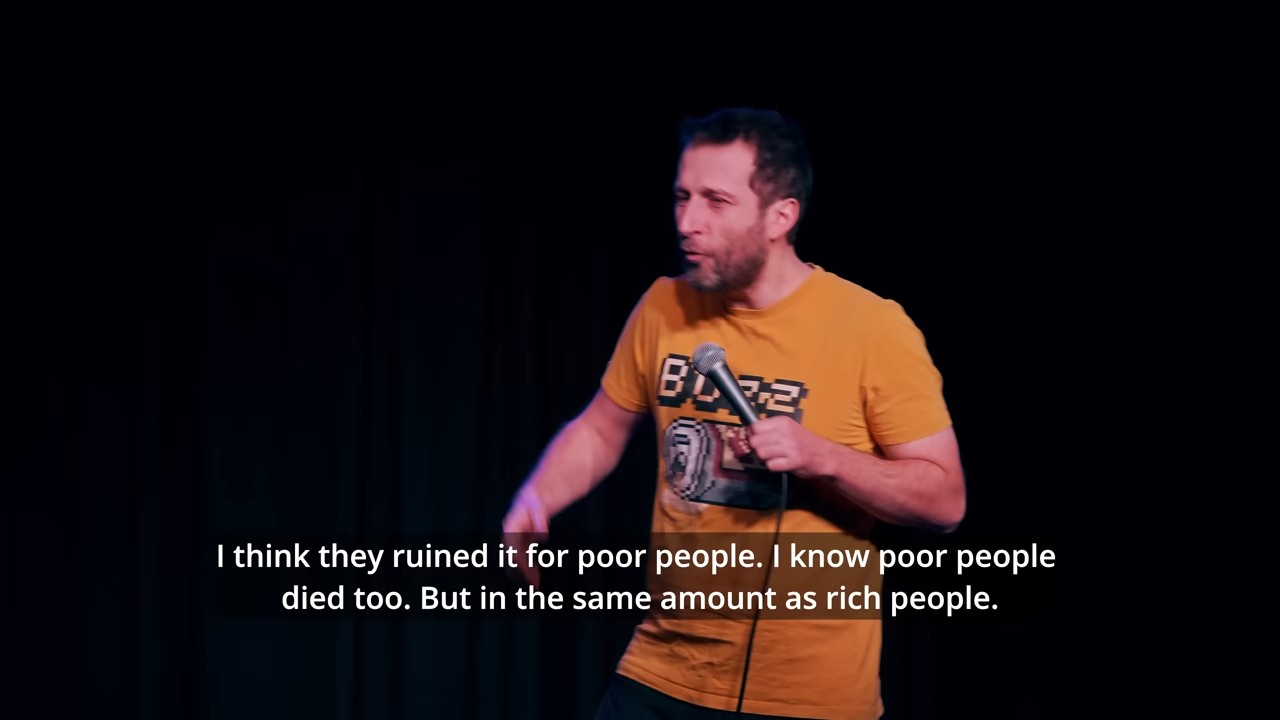 BUZZ
I think they ruined it for poor people. I know poor people
died too. But in the same amount as rich people.